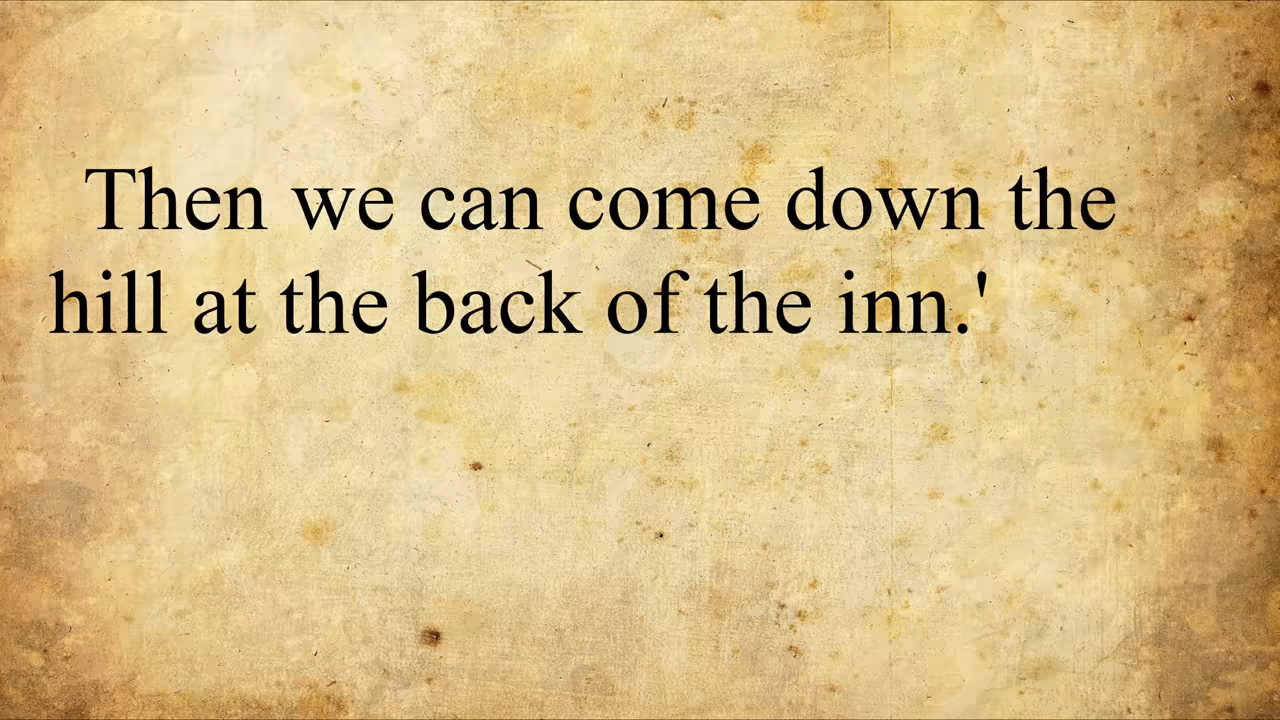 Then we can come down the
hill at the back of the inn.'